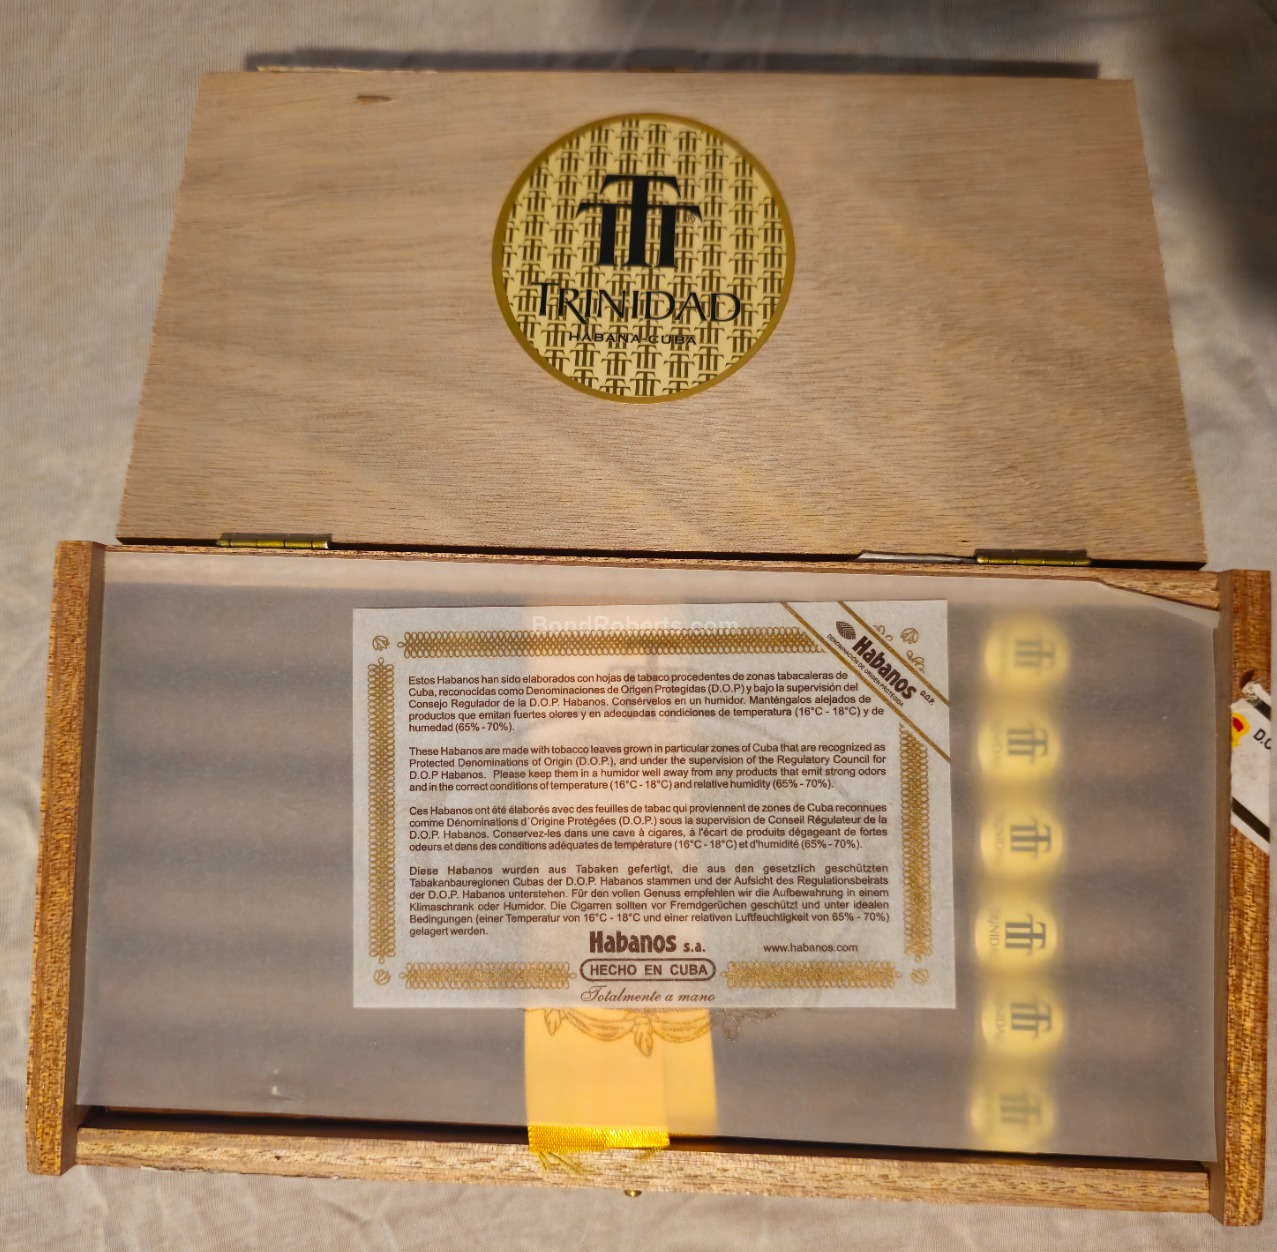 TTT
®
TRINIDAD
HABANA-CUBA
BondRoberts.com
Habanos D.O.P.
DENOMINACIÓN DE ORIGEN PROTEGIDA
Estos Habanos han sido elaborados con hojas de tabaco procedentes de zonas tabacaleras de
Cuba, reconocidas como Denominaciones de Origen Protegidas (D.O.P) y bajo la supervisión del
Consejo Regulador de la D.O.P. Habanos. Consérvelos en un humidor. Manténgalos alejados de
productos que emitan fuertes olores y en adecuadas condiciones de temperatura (16°C - 18°C) y de
humedad (65% - 70%).
These Habanos are made with tobacco leaves grown in particular zones of Cuba that are recognized as
Protected Denominations of Origin (D.O.P.), and under the supervision of the Regulatory Council for
D.O.P Habanos. Please keep them in a humidor well away from any products that emit strong odors
and in the correct conditions of temperature (16°C - 18°C) and relative humidity (65% - 70%).
Ces Habanos ont été élaborés avec des feuilles de tabac qui proviennent de zones de Cuba reconnues
comme Dénominations d'Origine Protégées (D.O.P.) sous la supervision de Conseil Régulateur de la
D.O.P. Habanos. Conservez-les dans une cave à cigares, à l'écart de produits dégageant de fortes
odeurs et dans des conditions adéquates de température (16°C - 18°C) et d'humidité (65% - 70%).
Diese Habanos wurden aus Tabaken gefertigt, die aus den gesetzlich geschützten
Tabakanbauregionen Cubas der D.O.P. Habanos stammen und der Aufsicht des Regulationsbeirats
der D.O.P. Habanos unterstehen. Für den vollen Genuss empfehlen wir die Aufbewahrung in einem
Klimaschrank oder Humidor. Die Cigarren sollten vor Fremdgerüchen geschützt und unter idealen
Bedingungen (einer Temperatur von 16°C - 18°C und einer relativen Luftfeuchtigkeit von 65% - 70%)
gelagert werden.
Habanos s.a.
www.habanos.com
HECHO EN CUBA
Totalmente a mano
D.O